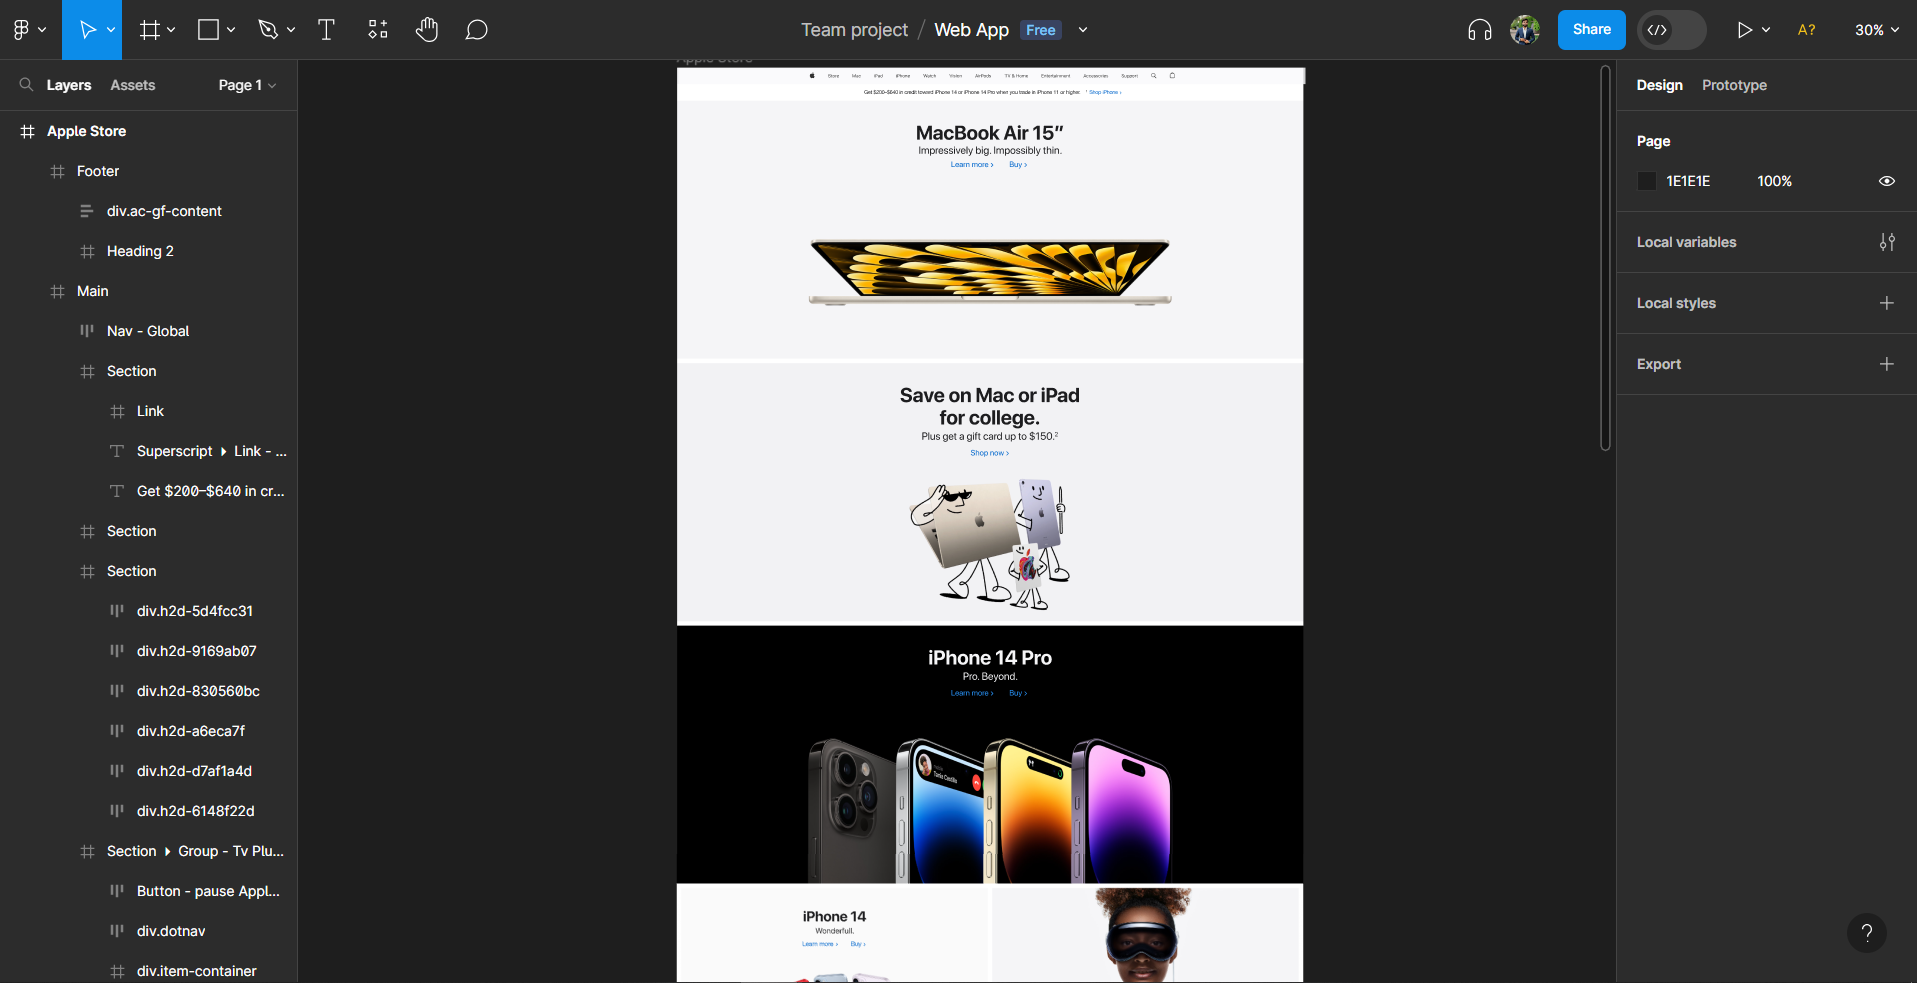 Team project / Web App Free
Share
A?
30%
Layers Assets Page 1
Apple Store
Footer
div.ac-gf-content
Heading 2
Main
Nav - Global
Section
Link
Superscript Link - ...
Get $200–$640 in cr...
Section
Section
div.h2d-5d4fcc31
div.h2d-9169ab07
div.h2d-830560bc
div.h2d-a6eca7f
div.h2d-d7af1a4d
div.h2d-6148f22d
Section Group - Tv Plu...
Button - pause Appl...
div.dotnav
div.item-container
Apple Store
Store Mac iPad iPhone Watch Vision AirPods TV & Home Entertainment Accessories Support
Get $200–$640 in credit toward iPhone 14 or iPhone 14 Pro when you trade in iPhone 11 or higher. ¹ Shop iPhone >
MacBook Air 15”
Impressively big. Impossibly thin.
Learn more > Buy >
Save on Mac or iPad
for college.
Plus get a gift card up to $150.²
Shop now >
iPhone 14 Pro
Pro. Beyond.
Learn more > Buy >
Tania Castillo
iPhone 14
Wonderfull.
Learn more > Buy >
Design Prototype
Page
1E1E1E 100%
Local variables
Local styles
Export
?